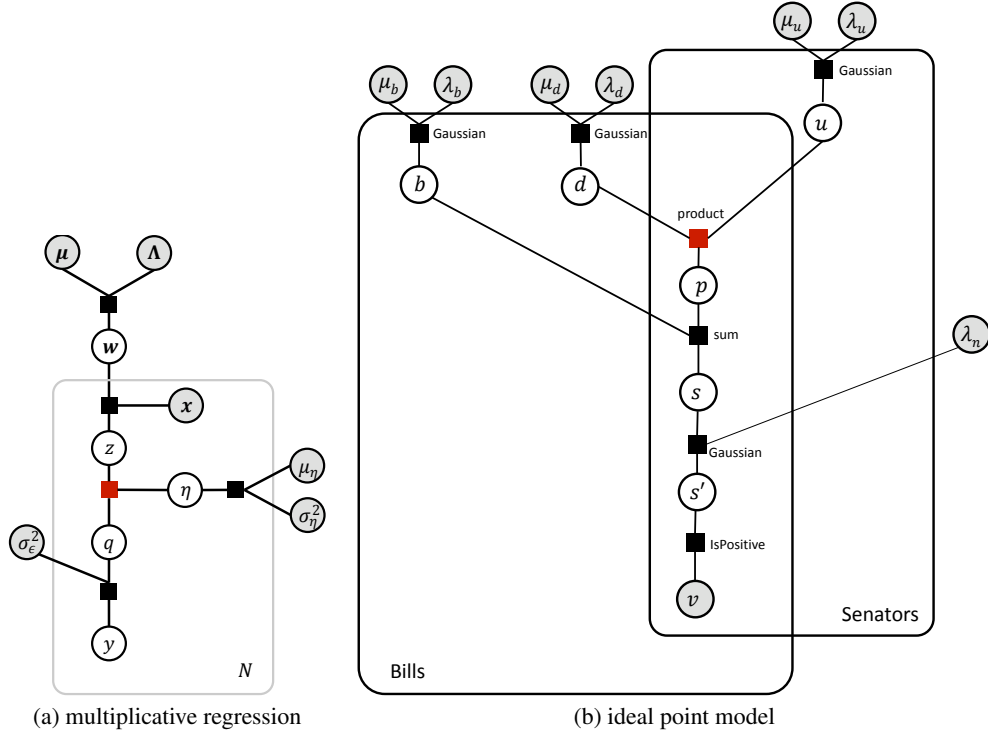 μ_u λ_u
Gaussian
μ_b λ_b μ_d λ_d
Gaussian Gaussian
u
b d
product
μ Λ
p
w
sum
λ_n
x
s
z
Gaussian
μ_η
η
s′
σ_η^2
σ_ϵ^2
q
IsPositive
v
Senators
y
N
Bills
(a) multiplicative regression
(b) ideal point model